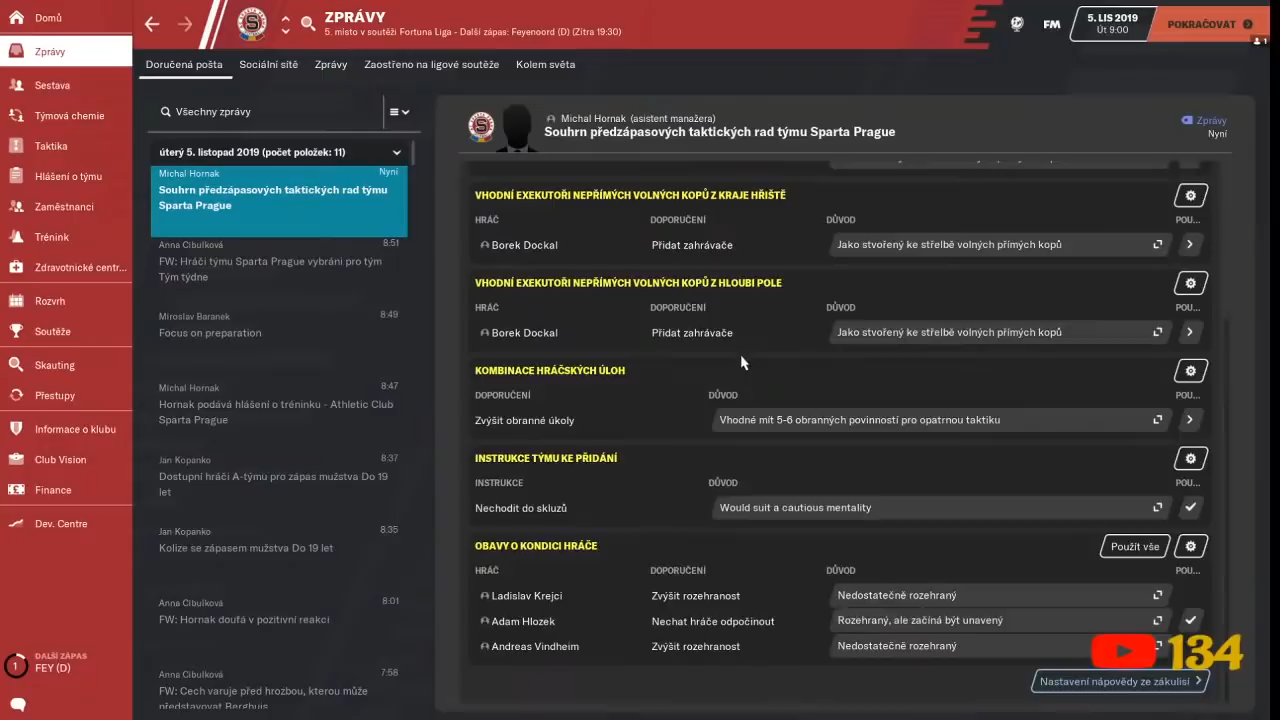 Domů
Zprávy
Sestava
Týmová chemie
Taktika
Hlášení o týmu
Zaměstnanci
Trénink
Zdravotnické centr...
Rozvrh
Soutěže
Skauting
Přestupy
Informace o klubu
Club Vision
Finance
Dev. Centre
1
DALŠÍ ZÁPAS
FEY (D)
ZPRÁVY
5. místo v soutěži Fortuna Liga - Další zápas: Feyenoord (D) (Zítra 19:30)
FM
5. LIS 2019
Út 9:00
POKRAČOVAT
1
Doručená pošta
Sociální sítě
Zprávy
Zaostřeno na ligové soutěže
Kolem světa
Všechny zprávy
úterý 5. listopad 2019 (počet položek: 11)
Michal Hornak
Nyní
Souhrn předzápasových taktických rad týmu
Sparta Prague
Anna Cibulková
8:51
FW: Hráči týmu Sparta Prague vybráni pro tým
Tým týdne
Miroslav Baranek
8:49
Focus on preparation
Michal Hornak
8:47
Hornak podává hlášení o tréninku - Athletic Club
Sparta Prague
Jan Kopanko
8:37
Dostupní hráči A-týmu pro zápas mužstva Do 19
let
Jan Kopanko
8:35
Kolize se zápasem mužstva Do 19 let
Anna Cibulková
8:01
FW: Hornak doufá v pozitivní reakci
Anna Cibulková
7:58
FW: Cech varuje před hrozbou, kterou může
představovat Berghuis
Michal Hornak (asistent manažera)
Souhrn předzápasových taktických rad týmu Sparta Prague
Zprávy
Nyní
VHODNÍ EXEKUTOŘI NEPŘÍMÝCH VOLNÝCH KOPŮ Z KRAJE HŘIŠTĚ
HRÁČ DOPORUČENÍ DŮVOD POU...
Borek Dockal Přidat zahrávače Jako stvořený ke střelbě volných přímých kopů
VHODNÍ EXEKUTOŘI NEPŘÍMÝCH VOLNÝCH KOPŮ Z HLOUBI POLE
HRÁČ DOPORUČENÍ DŮVOD POU...
Borek Dockal Přidat zahrávače Jako stvořený ke střelbě volných přímých kopů
KOMBINACE HRÁČSKÝCH ÚLOH
DOPORUČENÍ DŮVOD POU...
Zvýšit obranné úkoly Vhodné mít 5-6 obranných povinností pro opatrnou taktiku
INSTRUKCE TÝMU KE PŘIDÁNÍ
INSTRUKCE DŮVOD POU...
Nechodit do skluzů Would suit a cautious mentality
OBAVY O KONDICI HRÁČE
Použít vše
HRÁČ DOPORUČENÍ DŮVOD POU...
Ladislav Krejci Zvýšit rozehranost Nedostatečně rozehraný
Adam Hlozek Nechat hráče odpočinout Rozehraný, ale začíná být unavený
Andreas Vindheim Zvýšit rozehranost Nedostatečně rozehraný
134
Nastavení nápovědy ze zákulisí